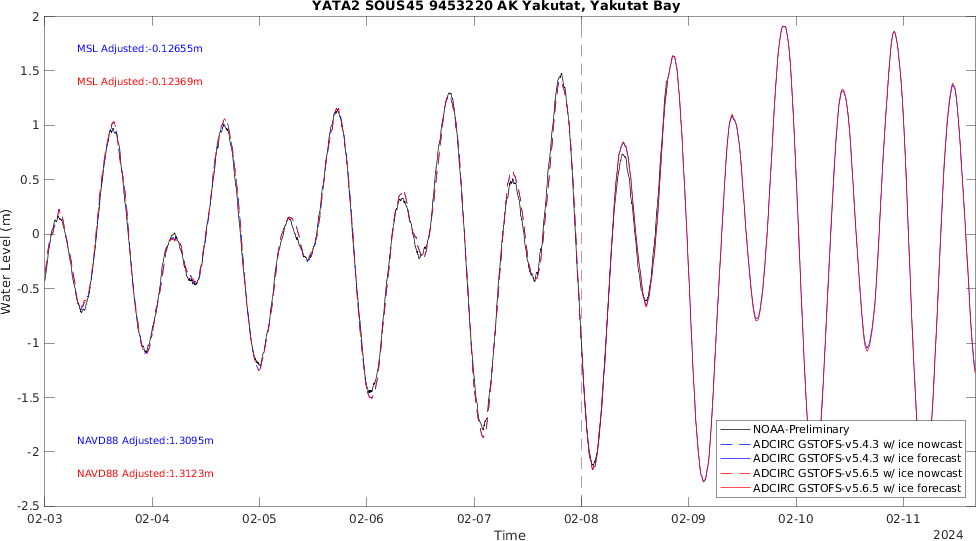 YATA2 SOUS45 9453220 AK Yakutat, Yakutat Bay
2
1.5
1
0.5
0
-0.5
-1
-1.5
-2
-2.5
Water Level (m)
MSL Adjusted:-0.12655m
MSL Adjusted:-0.12369m
NAVD88 Adjusted:1.3095m
NAVD88 Adjusted:1.3123m
NOAA-Preliminary
ADCIRC GSTOFS-v5.4.3 w/ ice nowcast
ADCIRC GSTOFS-v5.4.3 w/ ice forecast
ADCIRC GSTOFS-v5.6.5 w/ ice nowcast
ADCIRC GSTOFS-v5.6.5 w/ ice forecast
02-03 02-04 02-05 02-06 02-07 02-08 02-09 02-10 02-11
Time
2024